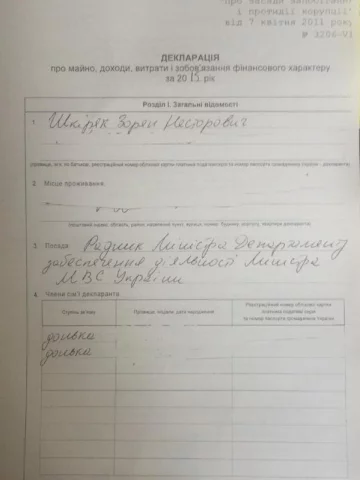 "Про засади запобігання
і протидії корупції"
від 7 квітня 2011 року
№ 3206-VI
ДЕКЛАРАЦІЯ
про майно, доходи, витрати і зобов'язання фінансового характеру
за 2015 рік
Розділ I. Загальні відомості
1. Шкіряк Зорян Несторович
(прізвище, ім'я, по батькові, реєстраційний номер облікової картки платника податків та номер паспорта громадянина України - декларанта)
2. Місце проживання:
(поштовий індекс, область, район, населений пункт, вулиця, номер: будинку, корпусу, квартири декларанта)
3. Посада: Радник Міністра Департамент
забезпечення діяльності Міністра
МВС України
4. Члени сім'ї декларанта
Ступінь зв'язку
Прізвище, ініціали, дата народження
Реєстраційний номер облікової картки
платника податків
та номер паспорта громадянина України
донька
донька